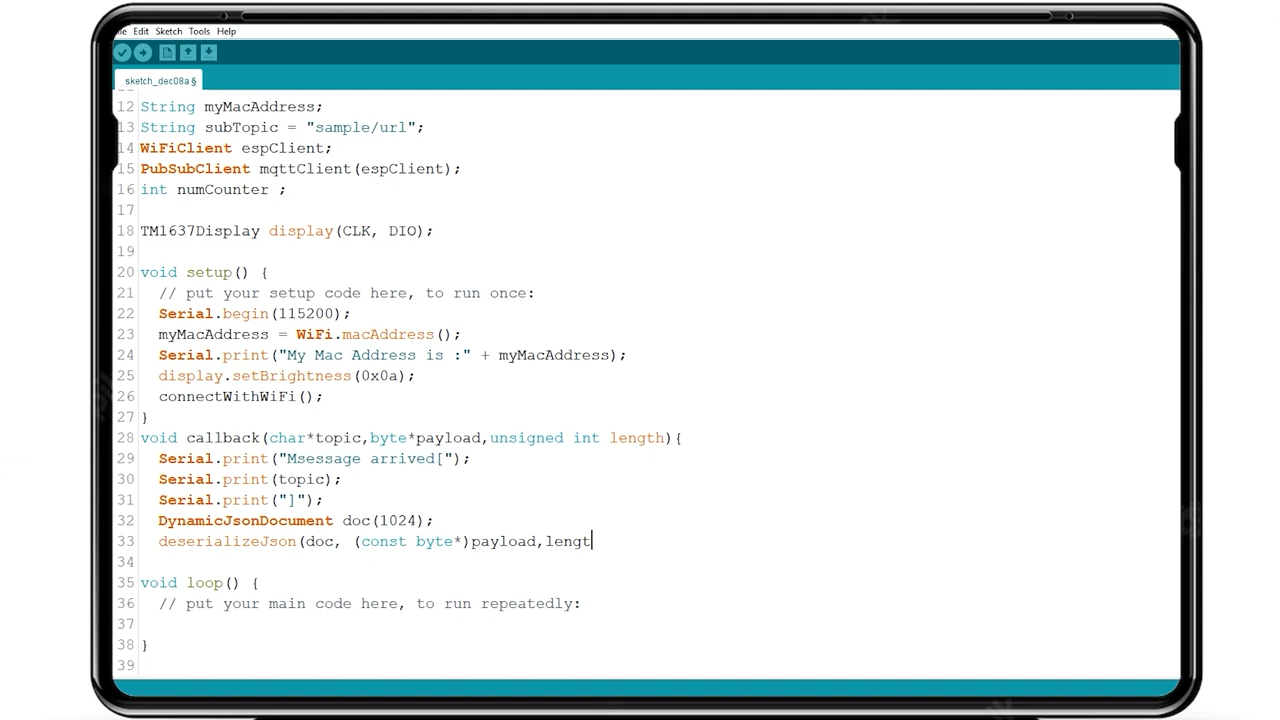 ile Edit Sketch Tools Help
sketch_dec08a §
11
12 String myMacAddress;
13 String subTopic = "sample/url";
14 WiFiClient espClient;
15 PubSubClient mqttClient(espClient);
16 int numCounter ;
17
18 TM1637Display display(CLK, DIO);
19
20 void setup() {
21 // put your setup code here, to run once:
22 Serial.begin(115200);
23 myMacAddress = WiFi.macAddress();
24 Serial.print("My Mac Address is :" + myMacAddress);
25 display.setBrightness(0x0a);
26 connectWithWiFi();
27 }
28 void callback(char*topic,byte*payload,unsigned int length){
29 Serial.print("Msessage arrived[");
30 Serial.print(topic);
31 Serial.print("]");
32 DynamicJsonDocument doc(1024);
33 deserializeJson(doc, (const byte*)payload,lengt
34
35 void loop() {
36 // put your main code here, to run repeatedly:
37
38 }
39